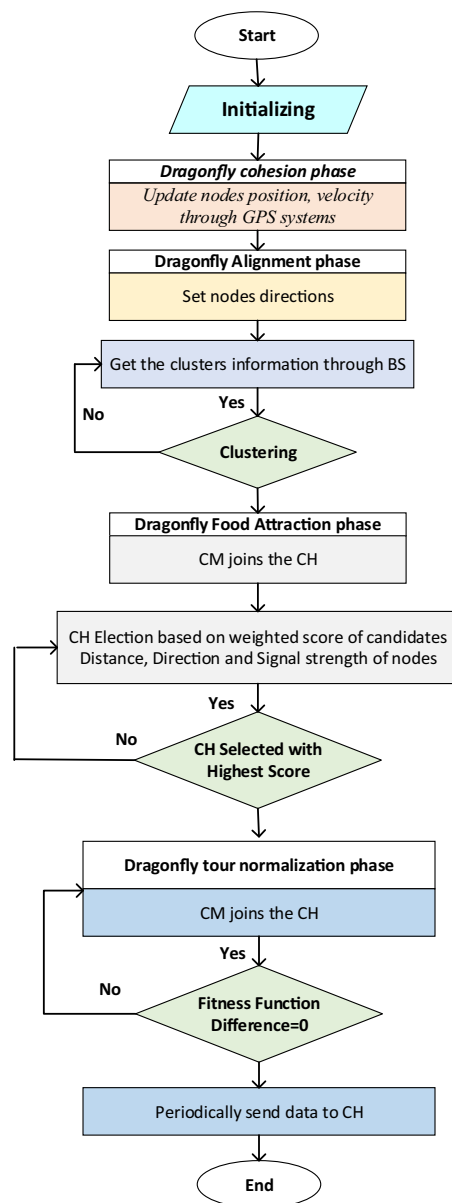 Start
Initializing
Dragonfly cohesion phase
Update nodes position, velocity
through GPS systems
Dragonfly Alignment phase
Set nodes directions
Get the clusters information through BS
No
Yes
Clustering
Dragonfly Food Attraction phase
CM joins the CH
CH Election based on weighted score of candidates
Distance, Direction and Signal strength of nodes
Yes
No
CH Selected with
Highest Score
Dragonfly tour normalization phase
CM joins the CH
Yes
No
Fitness Function
Difference=0
Periodically send data to CH
End